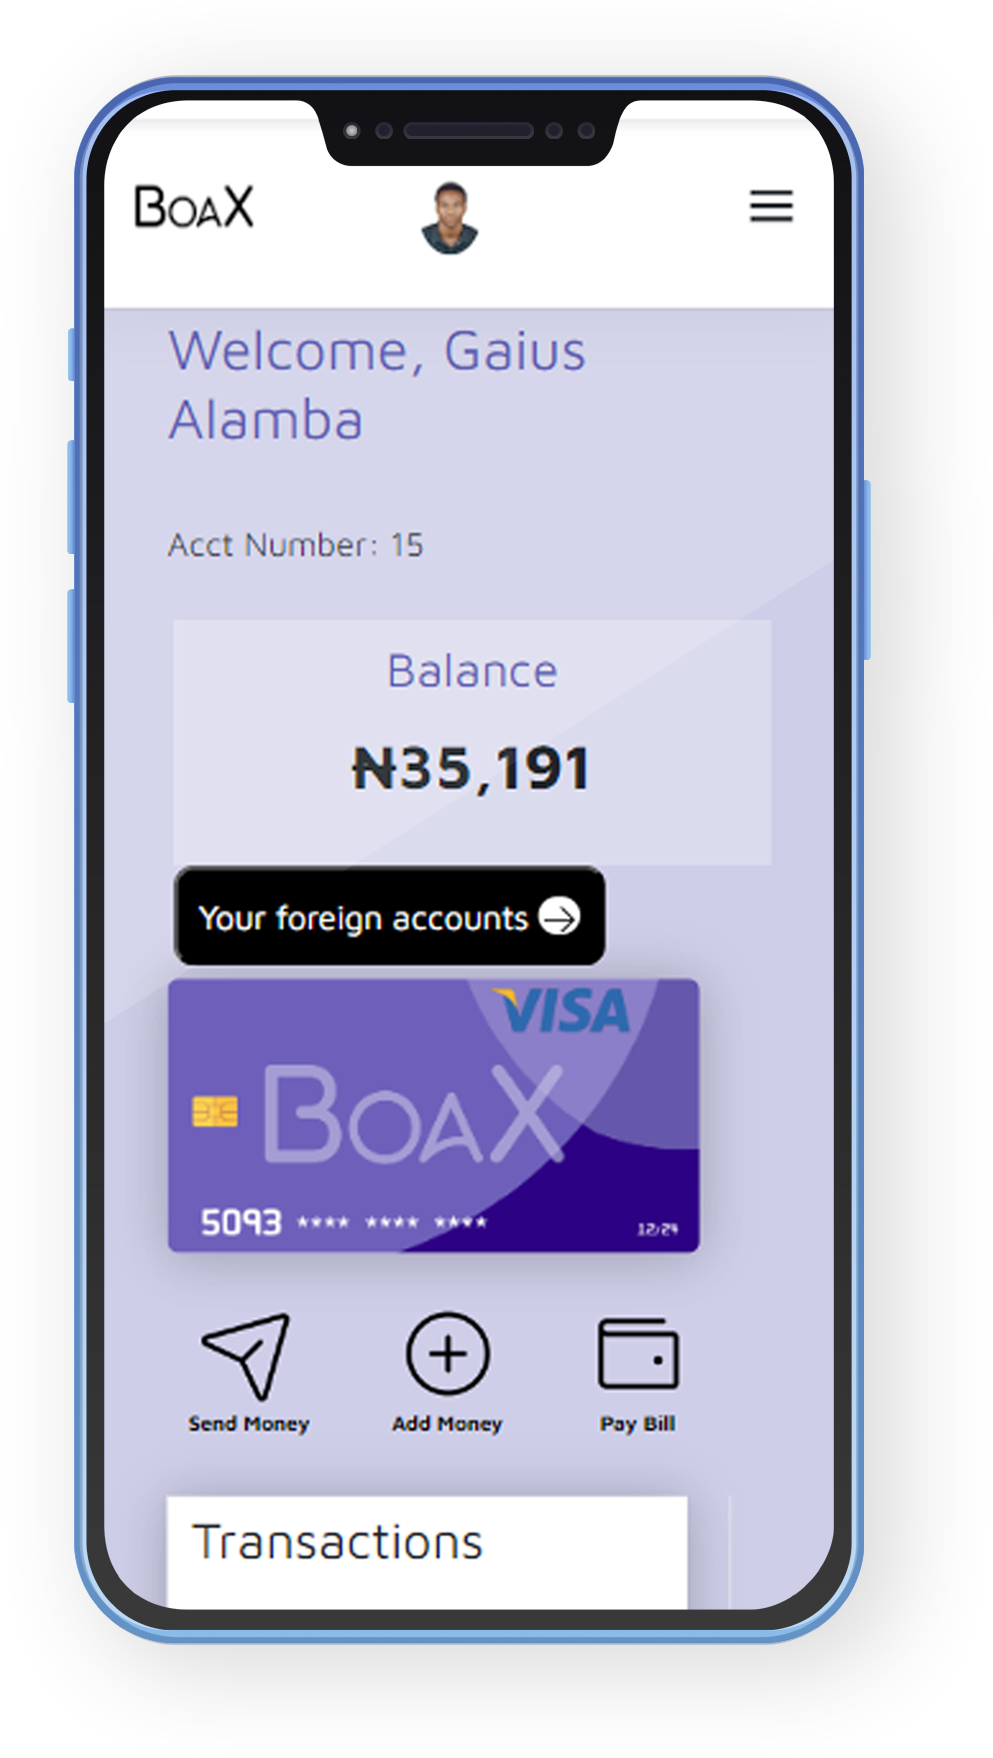 BOAX
Welcome, Gaius
Alamba
Acct Number: 15
Balance
₦35,191
Your foreign accounts
VISA
BOAX
5093 **** **** ****
12/24
Send Money
Add Money
Pay Bill
Transactions